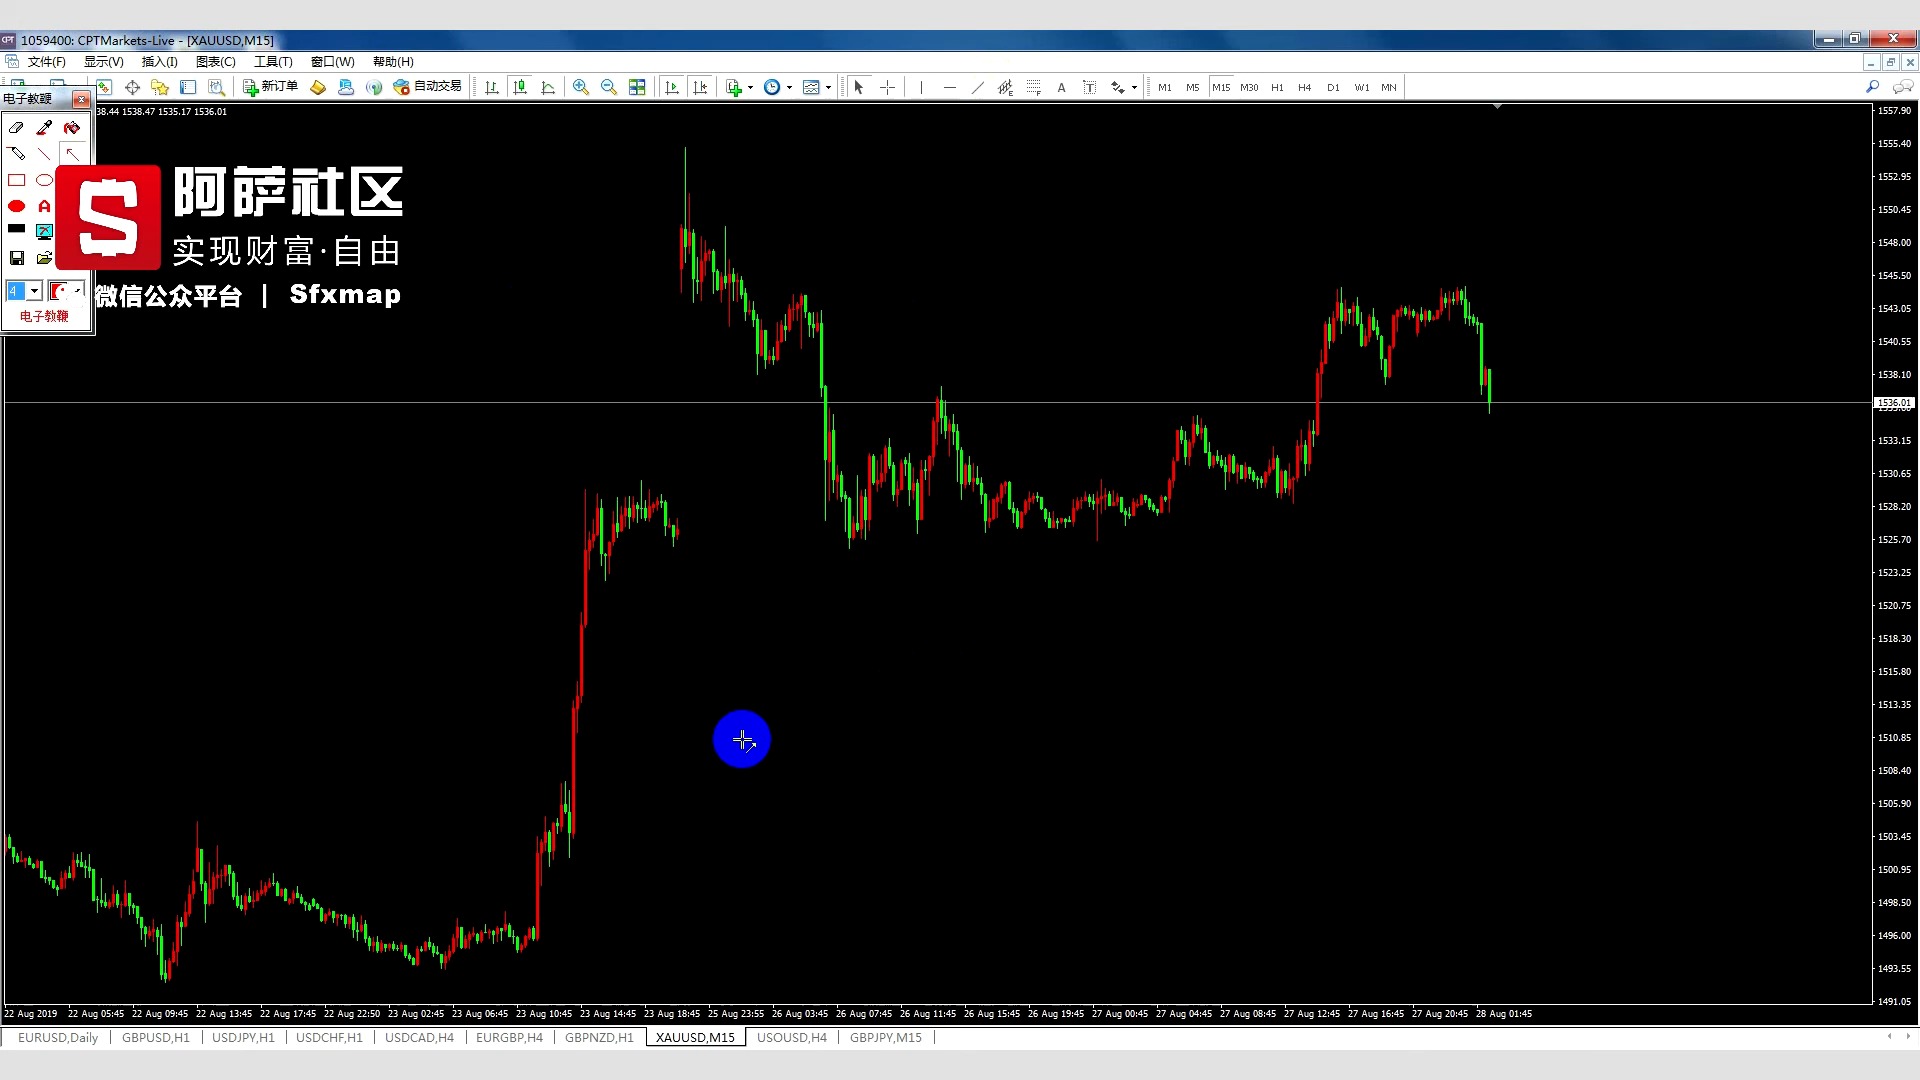 1059400: CPTMarkets-Live - [XAUUSD,M15]
文件(F) 显示(V) 插入(I) 图表(C) 工具(T) 窗口(W) 帮助(H)
新订单 自动交易 A T M1 M5 M15 M30 H1 H4 D1 W1 MN
电子教鞭
38.44 1538.47 1535.17 1536.01
阿萨社区
实现财富·自由
微信公众平台 | Sfxmap
4
电子教鞭
1557.90
1555.40
1552.95
1550.45
1548.00
1545.50
1543.05
1540.55
1538.10
1536.01
1533.15
1530.65
1528.20
1525.70
1523.25
1520.75
1518.30
1515.80
1513.35
1510.85
1508.40
1505.90
1503.45
1500.95
1498.50
1496.00
1493.55
1491.05
22 Aug 2019 22 Aug 05:45 22 Aug 09:45 22 Aug 13:45 22 Aug 17:45 22 Aug 22:50 23 Aug 02:45 23 Aug 06:45 23 Aug 10:45 23 Aug 14:45 23 Aug 18:45 25 Aug 23:55 26 Aug 03:45 26 Aug 07:45 26 Aug 11:45 26 Aug 15:45 26 Aug 19:45 27 Aug 00:45 27 Aug 04:45 27 Aug 08:45 27 Aug 12:45 27 Aug 16:45 27 Aug 20:45 28 Aug 01:45
EURUSD,Daily GBPUSD,H1 USDJPY,H1 USDCHF,H1 USDCAD,H4 EURGBP,H4 GBPNZD,H1 XAUUSD,M15 USOUSD,H4 GBPJPY,M15